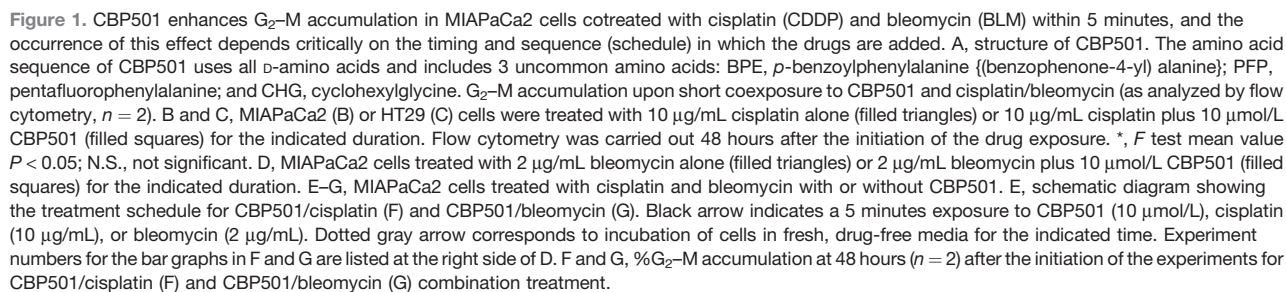 Figure 1. CBP501 enhances G₂–M accumulation in MIAPaCa2 cells cotreated with cisplatin (CDDP) and bleomycin (BLM) within 5 minutes, and the
occurrence of this effect depends critically on the timing and sequence (schedule) in which the drugs are added. A, structure of CBP501. The amino acid
sequence of CBP501 uses all D-amino acids and includes 3 uncommon amino acids: BPE, p-benzoylphenylalanine {(benzophenone-4-yl) alanine}; PFP,
pentafluorophenylalanine; and CHG, cyclohexylglycine. G₂–M accumulation upon short coexposure to CBP501 and cisplatin/bleomycin (as analyzed by flow
cytometry, n = 2). B and C, MIAPaCa2 (B) or HT29 (C) cells were treated with 10 μg/mL cisplatin alone (filled triangles) or 10 μg/mL cisplatin plus 10 μmol/L
CBP501 (filled squares) for the indicated duration. Flow cytometry was carried out 48 hours after the initiation of the drug exposure. *, F test mean value
P < 0.05; N.S., not significant. D, MIAPaCa2 cells treated with 2 μg/mL bleomycin alone (filled triangles) or 2 μg/mL bleomycin plus 10 μmol/L CBP501 (filled
squares) for the indicated duration. E–G, MIAPaCa2 cells treated with cisplatin and bleomycin with or without CBP501. E, schematic diagram showing
the treatment schedule for CBP501/cisplatin (F) and CBP501/bleomycin (G). Black arrow indicates a 5 minutes exposure to CBP501 (10 μmol/L), cisplatin
(10 μg/mL), or bleomycin (2 μg/mL). Dotted gray arrow corresponds to incubation of cells in fresh, drug-free media for the indicated time. Experiment
numbers for the bar graphs in F and G are listed at the right side of D. F and G, %G₂–M accumulation at 48 hours (n = 2) after the initiation of the experiments for
CBP501/cisplatin (F) and CBP501/bleomycin (G) combination treatment.